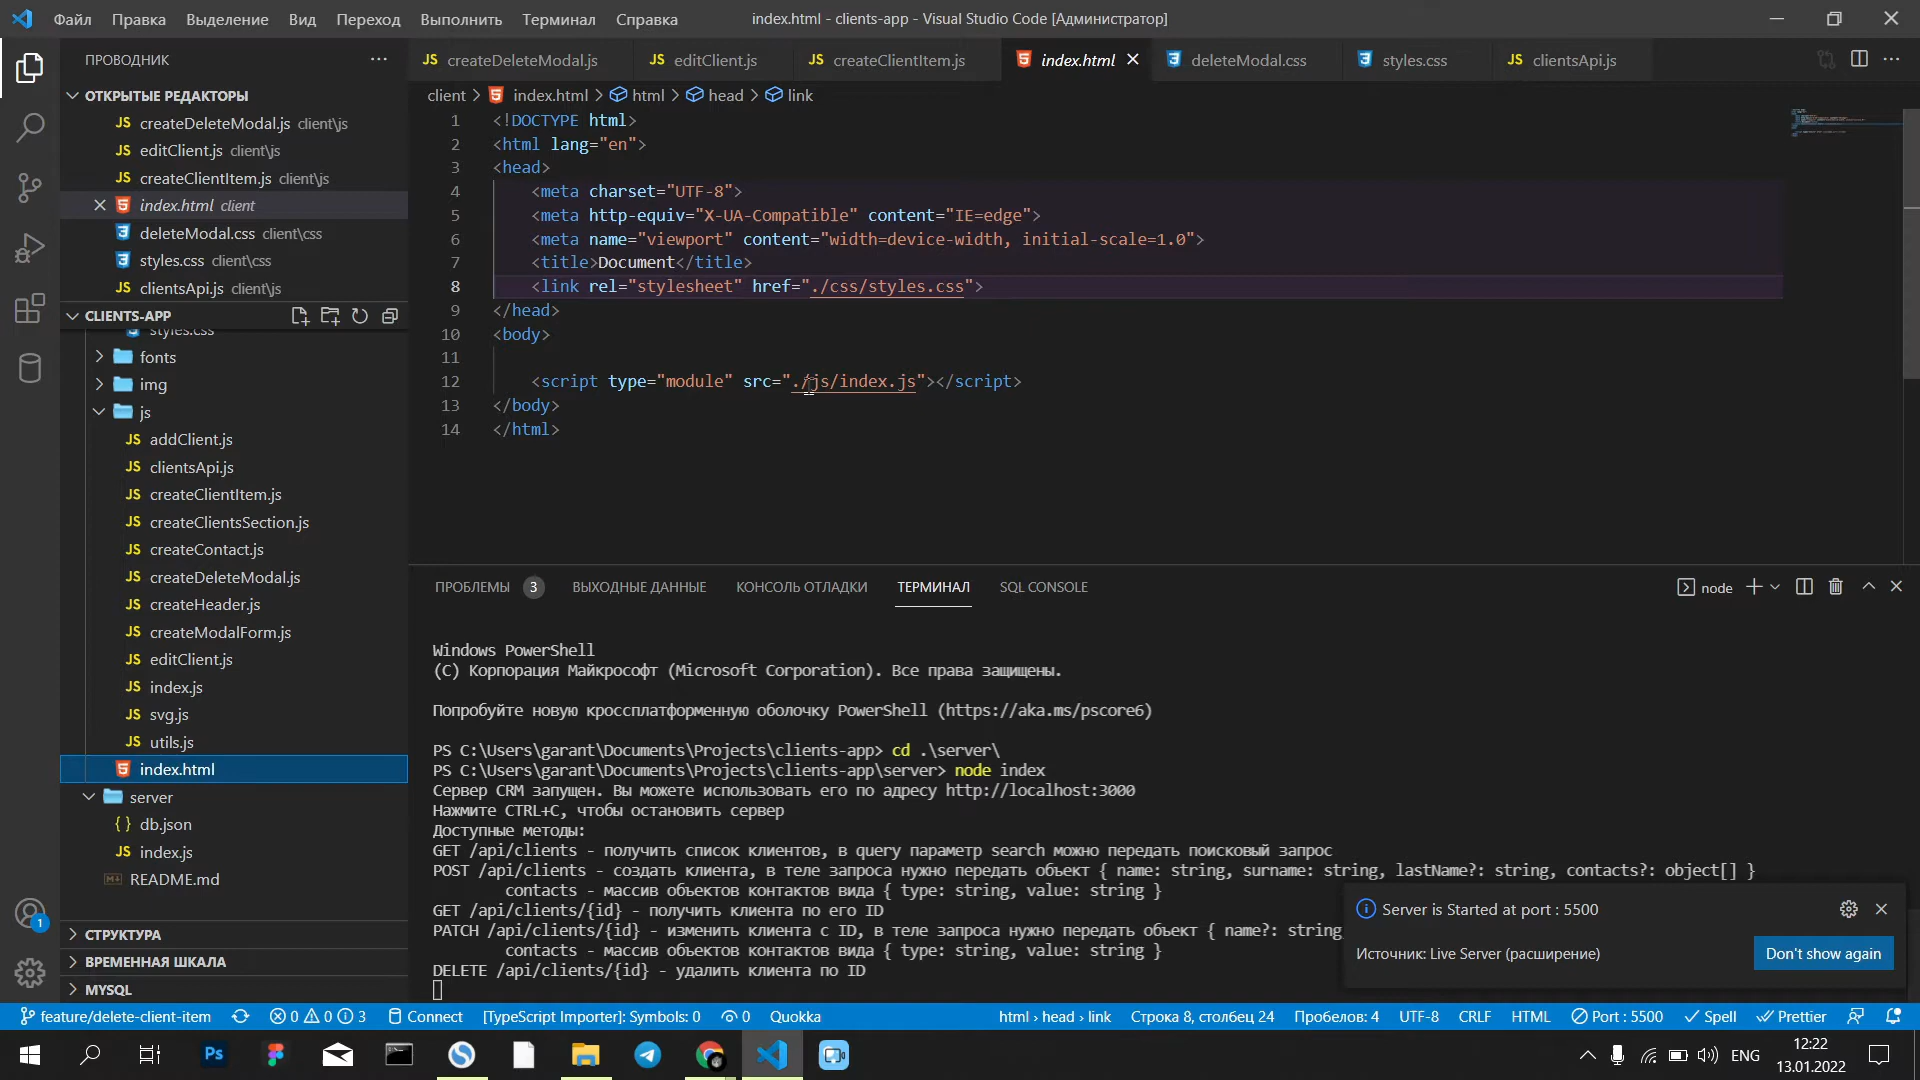 Файл Правка Выделение Вид Переход Выполнить Терминал Справка index.html - clients-app - Visual Studio Code [Администратор]
ПРОВОДНИК
createDeleteModal.js editClient.js createClientItem.js index.html deleteModal.css styles.css clientsApi.js
client > index.html > html > head > link
ОТКРЫТЫЕ РЕДАКТОРЫ
createDeleteModal.js client\js
editClient.js client\js
createClientItem.js client\js
index.html client
deleteModal.css client\css
styles.css client\css
clientsApi.js client\js
CLIENTS-APP
styles.css
fonts
img
js
addClient.js
clientsApi.js
createClientItem.js
createClientsSection.js
createContact.js
createDeleteModal.js
createHeader.js
createModalForm.js
editClient.js
index.js
svg.js
utils.js
index.html
server
db.json
index.js
README.md
СТРУКТУРА
ВРЕМЕННАЯ ШКАЛА
MYSQL
1 <!DOCTYPE html>
2 <html lang="en">
3 <head>
4 <meta charset="UTF-8">
5 <meta http-equiv="X-UA-Compatible" content="IE=edge">
6 <meta name="viewport" content="width=device-width, initial-scale=1.0">
7 <title>Document</title>
8 <link rel="stylesheet" href="./css/styles.css">
9 </head>
10 <body>
11
12 <script type="module" src="./js/index.js"></script>
13 </body>
14 </html>
ПРОБЛЕМЫ 3 ВЫХОДНЫЕ ДАННЫЕ КОНСОЛЬ ОТЛАДКИ ТЕРМИНАЛ SQL CONSOLE node
Windows PowerShell
(C) Корпорация Майкрософт (Microsoft Corporation). Все права защищены.
Попробуйте новую кроссплатформенную оболочку PowerShell (https://aka.ms/pscore6)
PS C:\Users\garant\Documents\Projects\clients-app> cd .\server\
PS C:\Users\garant\Documents\Projects\clients-app\server> node index
Сервер CRM запущен. Вы можете использовать его по адресу http://localhost:3000
Нажмите CTRL+C, чтобы остановить сервер
Доступные методы:
GET /api/clients - получить список клиентов, в query параметр search можно передать поисковый запрос
POST /api/clients - создать клиента, в теле запроса нужно передать объект { name: string, surname: string, lastName?: string, contacts?: object[] }
contacts - массив объектов контактов вида { type: string, value: string }
GET /api/clients/{id} - получить клиента по его ID
PATCH /api/clients/{id} - изменить клиента с ID, в теле запроса нужно передать объект { name?: string
contacts - массив объектов контактов вида { type: string, value: string }
DELETE /api/clients/{id} - удалить клиента по ID
Server is Started at port : 5500
Источник: Live Server (расширение)
Don't show again
1
feature/delete-client-item 0 0 3 Connect [TypeScript Importer]: Symbols: 0 0 Quokka html › head › link Строка 8, столбец 24 Пробелов: 4 UTF-8 CRLF HTML Port : 5500 Spell Prettier
Ps
ENG
12:22
13.01.2022